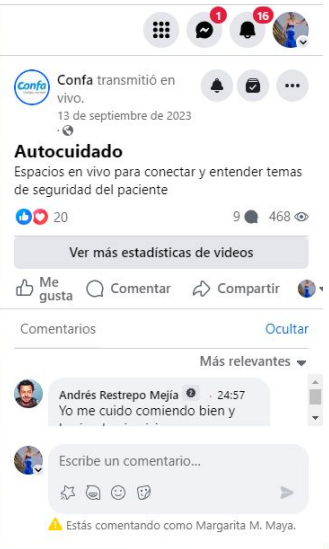 1
16
Confa
Confa transmitió en
vivo.
13 de septiembre de 2023
·
Autocuidado
Espacios en vivo para conectar y entender temas
de seguridad del paciente
20
9
468
Ver más estadísticas de videos
Me gusta
Comentar
Compartir
Comentarios
Ocultar
Más relevantes
Andrés Restrepo Mejía · 24:57
Yo me cuido comiendo bien y
Escribe un comentario...
Estás comentando como Margarita M. Maya.